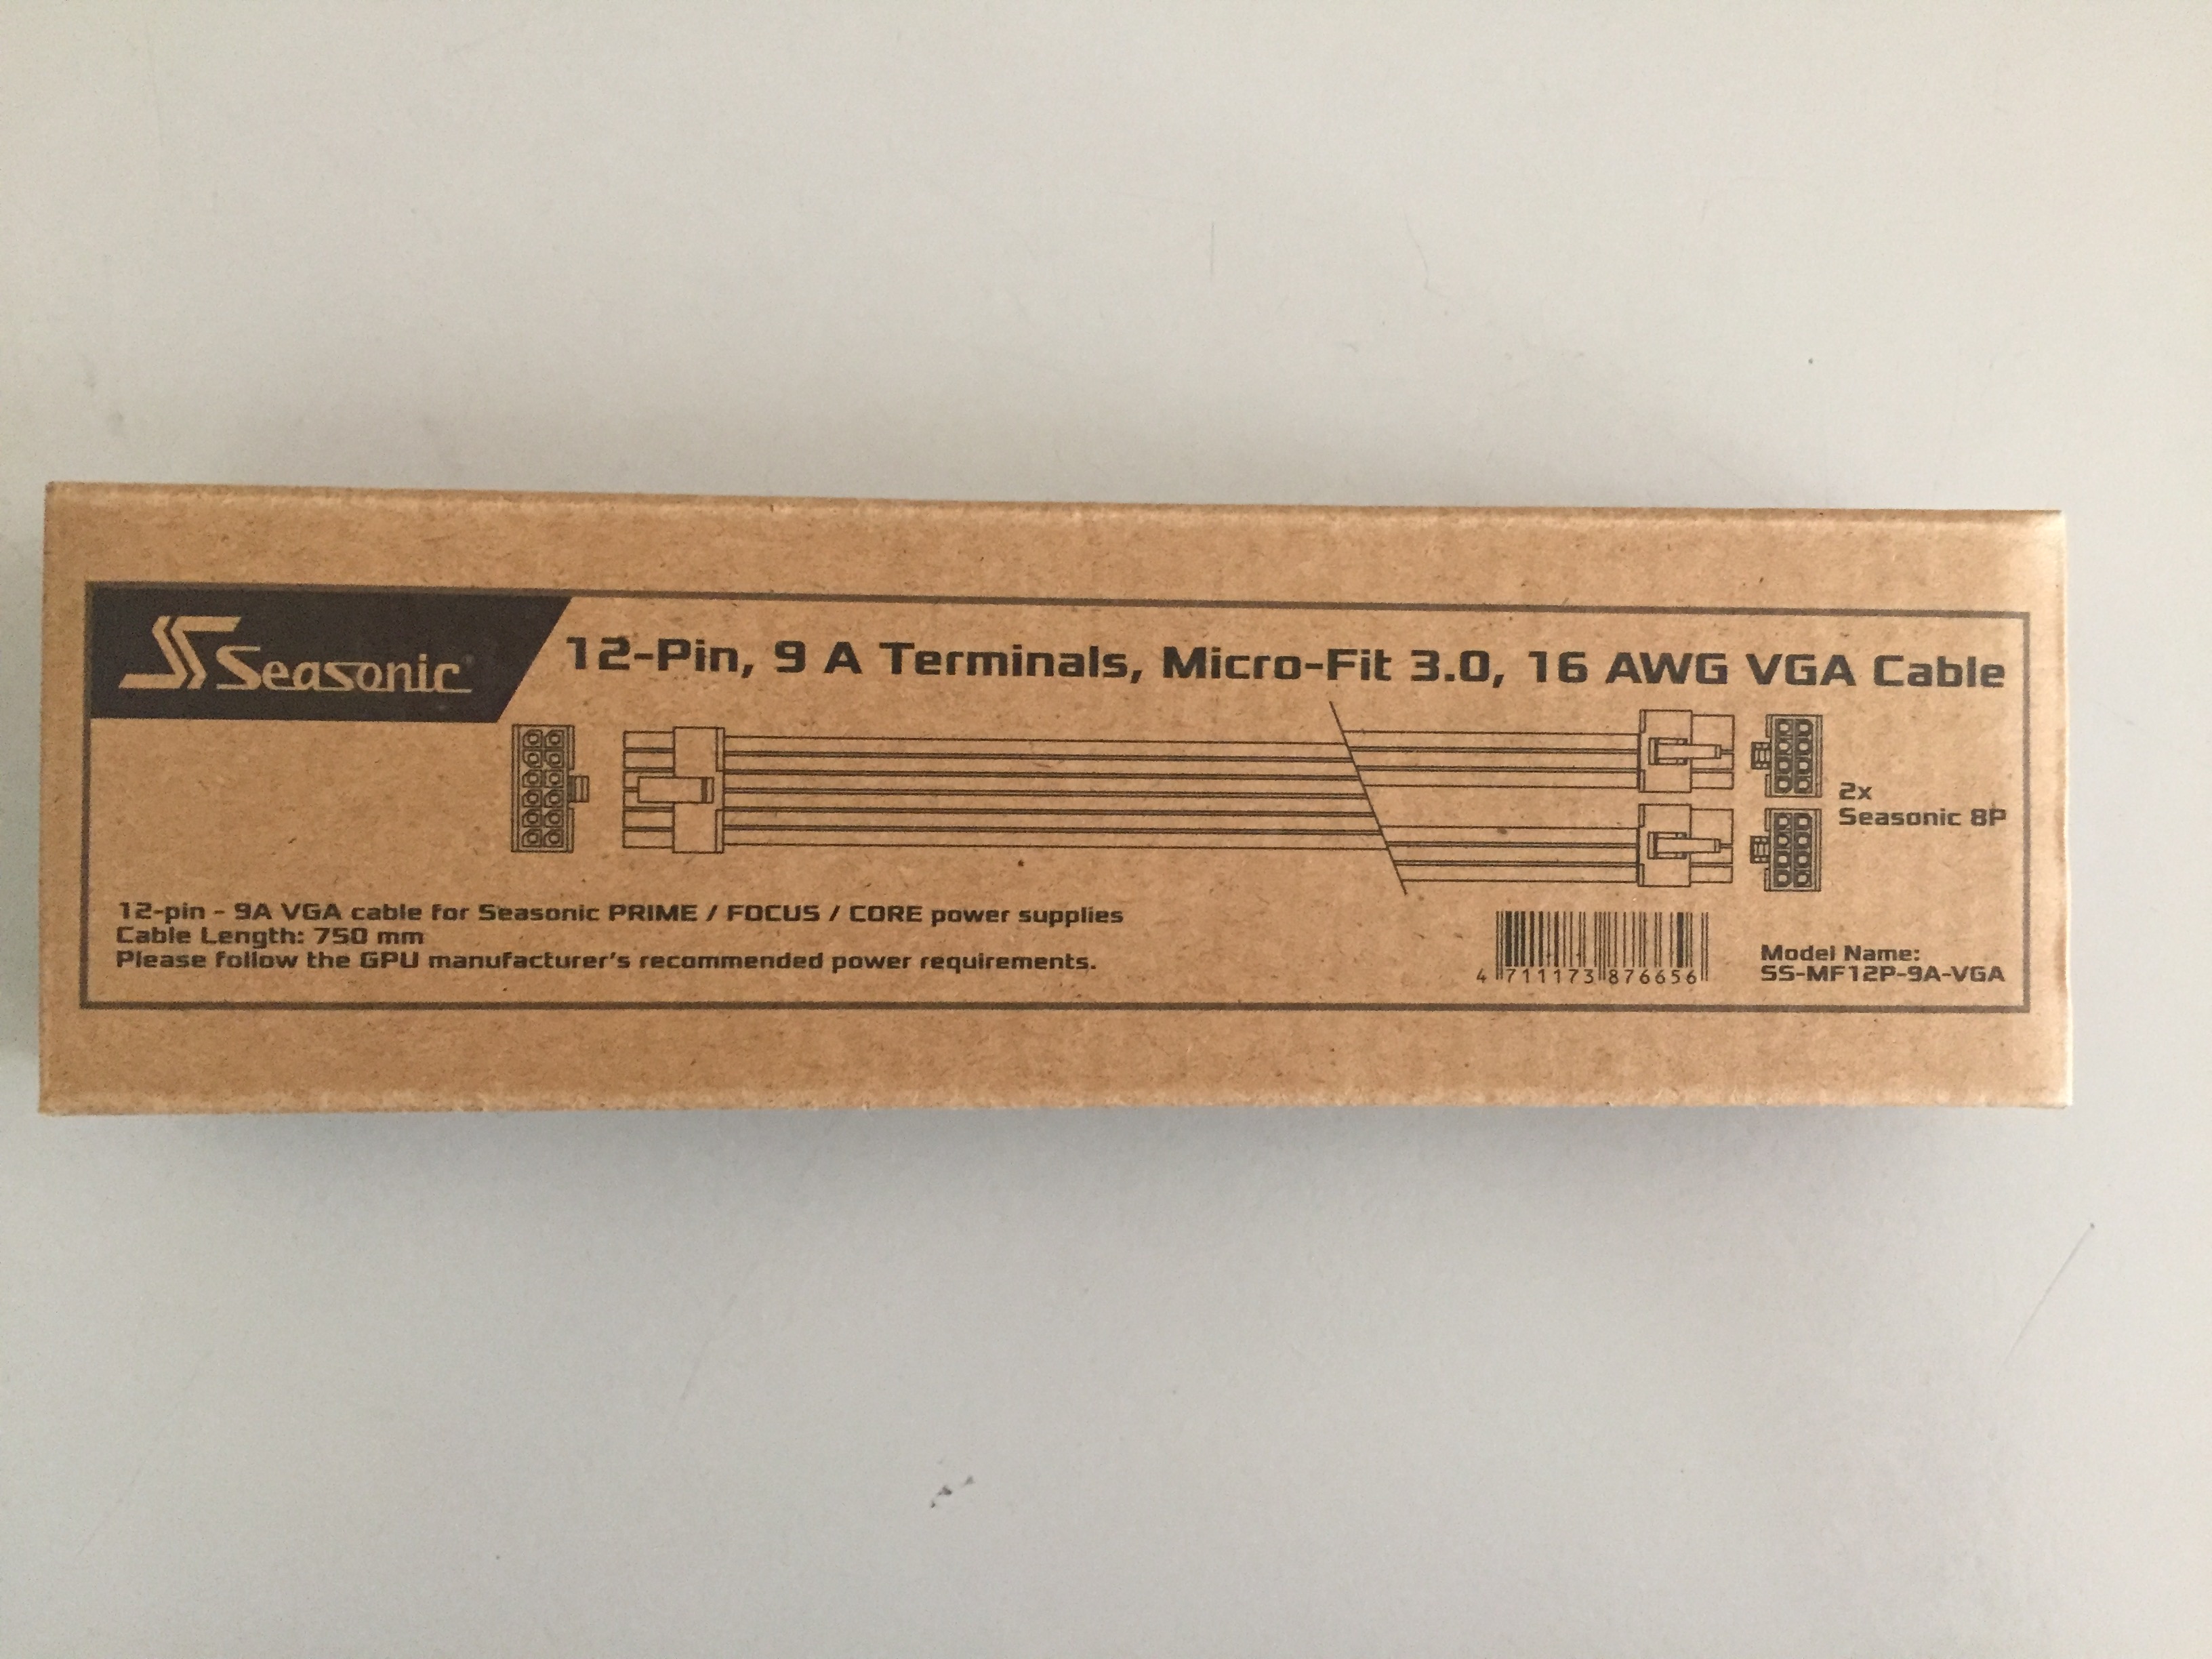 Seasonic
12-Pin, 9 A Terminals, Micro-Fit 3.0, 16 AWG VGA Cable
2x
Seasonic 8P
12-pin - 9A VGA cable for Seasonic PRIME / FOCUS / CORE power supplies
Cable Length: 750 mm
Please follow the GPU manufacturer's recommended power requirements.
4 711173 876656
Model Name:
SS-MF12P-9A-VGA